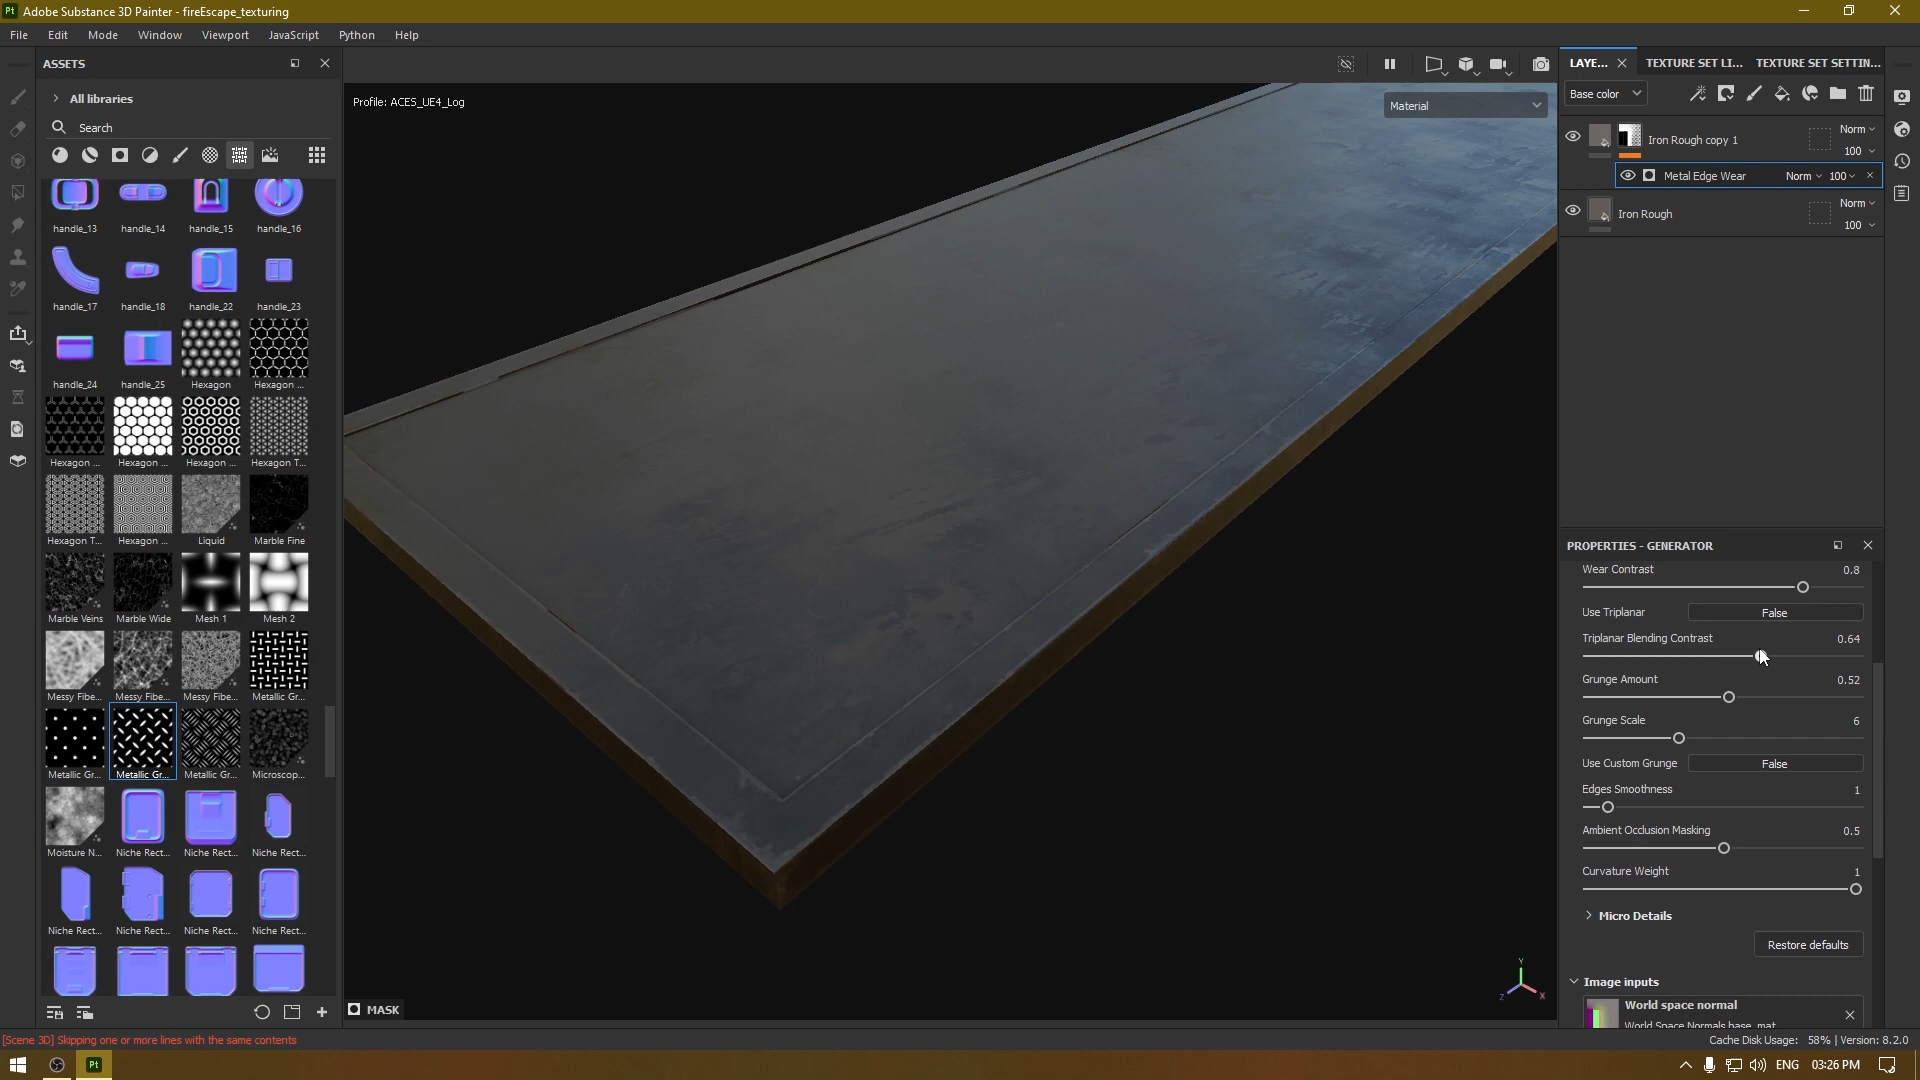 Adobe Substance 3D Painter - fireEscape_texturing
File Edit Mode Window Viewport JavaScript Python Help
ASSETS
All libraries
Search
handle_13 handle_14 handle_15 handle_16
handle_17 handle_18 handle_22 handle_23
handle_24 handle_25 Hexagon Hexagon ...
Hexagon ... Hexagon ... Hexagon ... Hexagon T...
Hexagon T... Hexagon ... Liquid Marble Fine
Marble Veins Marble Wide Mesh 1 Mesh 2
Messy Fibe... Messy Fibe... Messy Fibe... Metallic Gr...
Metallic Gr... Metallic Gr... Metallic Gr... Microscop...
Moisture N... Niche Rect... Niche Rect... Niche Rect...
Niche Rect... Niche Rect... Niche Rect... Niche Rect...
Profile: ACES_UE4_Log
Material
MASK
Y
Z X
LAYE... TEXTURE SET LI... TEXTURE SET SETTIN...
Base color
Iron Rough copy 1 Norm
100
Metal Edge Wear Norm 100
Iron Rough Norm
100
PROPERTIES - GENERATOR
Wear Contrast 0.8
Use Triplanar False
Triplanar Blending Contrast 0.64
Grunge Amount 0.52
Grunge Scale 6
Use Custom Grunge False
Edges Smoothness 1
Ambient Occlusion Masking 0.5
Curvature Weight 1
Micro Details
Restore defaults
Image inputs
World space normal
World Space Normals base_mat
[Scene 3D] Skipping one or more lines with the same contents
Cache Disk Usage: 58% | Version: 8.2.0
Pt
ENG 03:26 PM